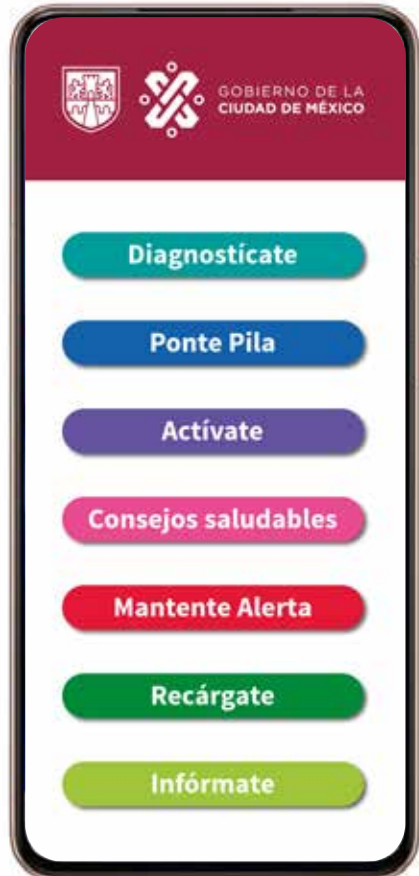 GOBIERNO DE LA
CIUDAD DE MÉXICO
Diagnostícate
Ponte Pila
Actívate
Consejos saludables
Mantente Alerta
Recárgate
Infórmate